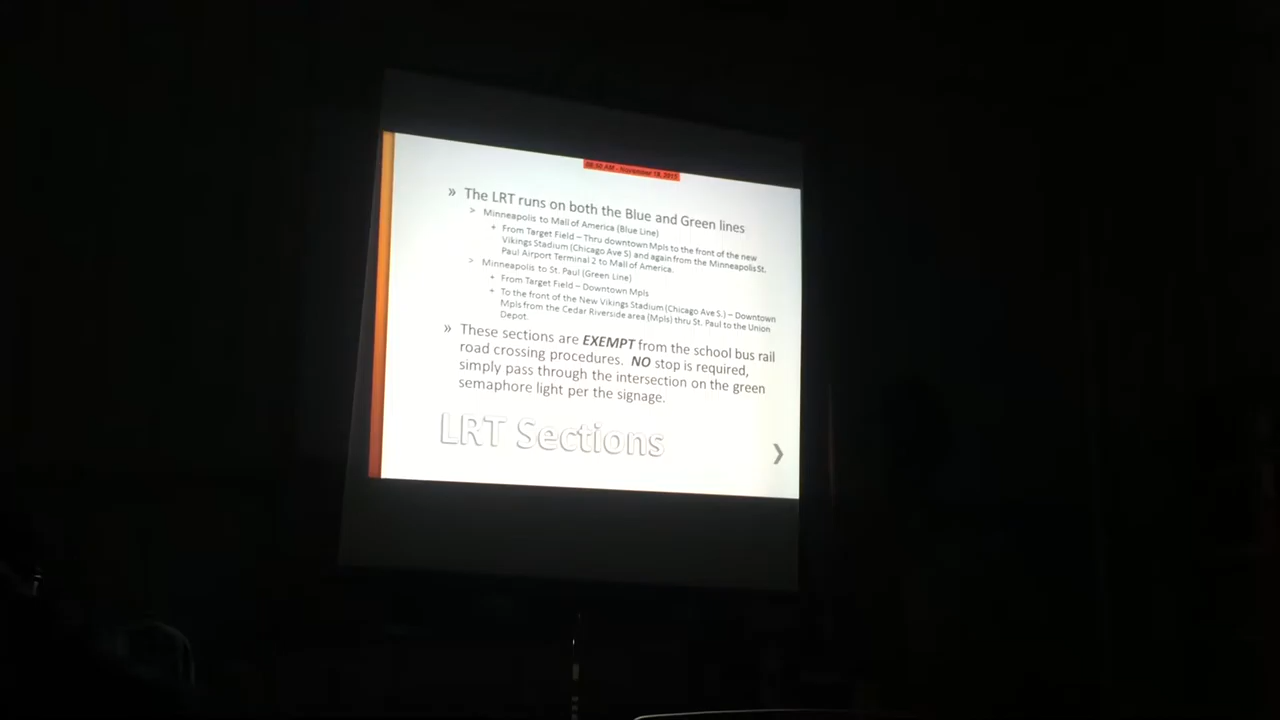 08:50 AM - November 18, 2015
» The LRT runs on both the Blue and Green lines
> Minneapolis to Mall of America (Blue Line)
+ From Target Field – Thru downtown Mpls to the front of the new
Vikings Stadium (Chicago Ave S) and again from the Minneapolis St.
Paul Airport Terminal 2 to Mall of America.
> Minneapolis to St. Paul (Green Line)
+ From Target Field – Downtown Mpls
+ To the front of the New Vikings Stadium (Chicago Ave S.) – Downtown
Mpls from the Cedar Riverside area (Mpls) thru St. Paul to the Union
Depot.
» These sections are EXEMPT from the school bus rail
road crossing procedures. NO stop is required,
simply pass through the intersection on the green
semaphore light per the signage.
LRT Sections